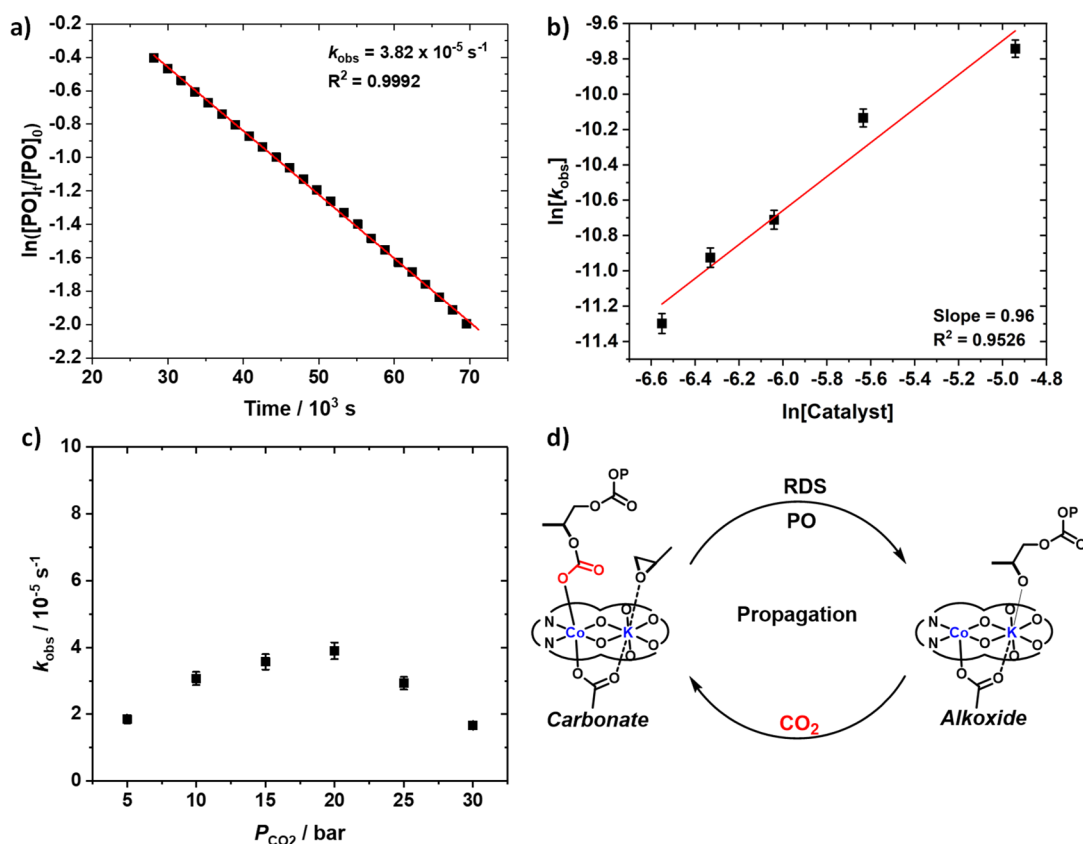 a)
k_obs = 3.82 x 10⁻⁵ s⁻¹
R² = 0.9992
ln([PO]ₜ/[PO]₀)
-0.4
-0.6
-0.8
-1.0
-1.2
-1.4
-1.6
-1.8
-2.0
-2.2
20 30 40 50 60 70
Time / 10³ s
b)
ln[k_obs]
-9.6
-9.8
-10.0
-10.2
-10.4
-10.6
-10.8
-11.0
-11.2
-11.4
Slope = 0.96
R² = 0.9526
-6.6 -6.4 -6.2 -6.0 -5.8 -5.6 -5.4 -5.2 -5.0 -4.8
ln[Catalyst]
c)
k_obs / 10⁻⁵ s⁻¹
10
8
6
4
2
0
5 10 15 20 25 30
P_CO2 / bar
d)
OP
O
O
O
O
O
O
N
N
Co
O
O
K
O
O
O
O
O
O
Carbonate
RDS
PO
Propagation
CO₂
OP
O
O
O
N
N
Co
O
O
K
O
O
O
O
O
O
Alkoxide